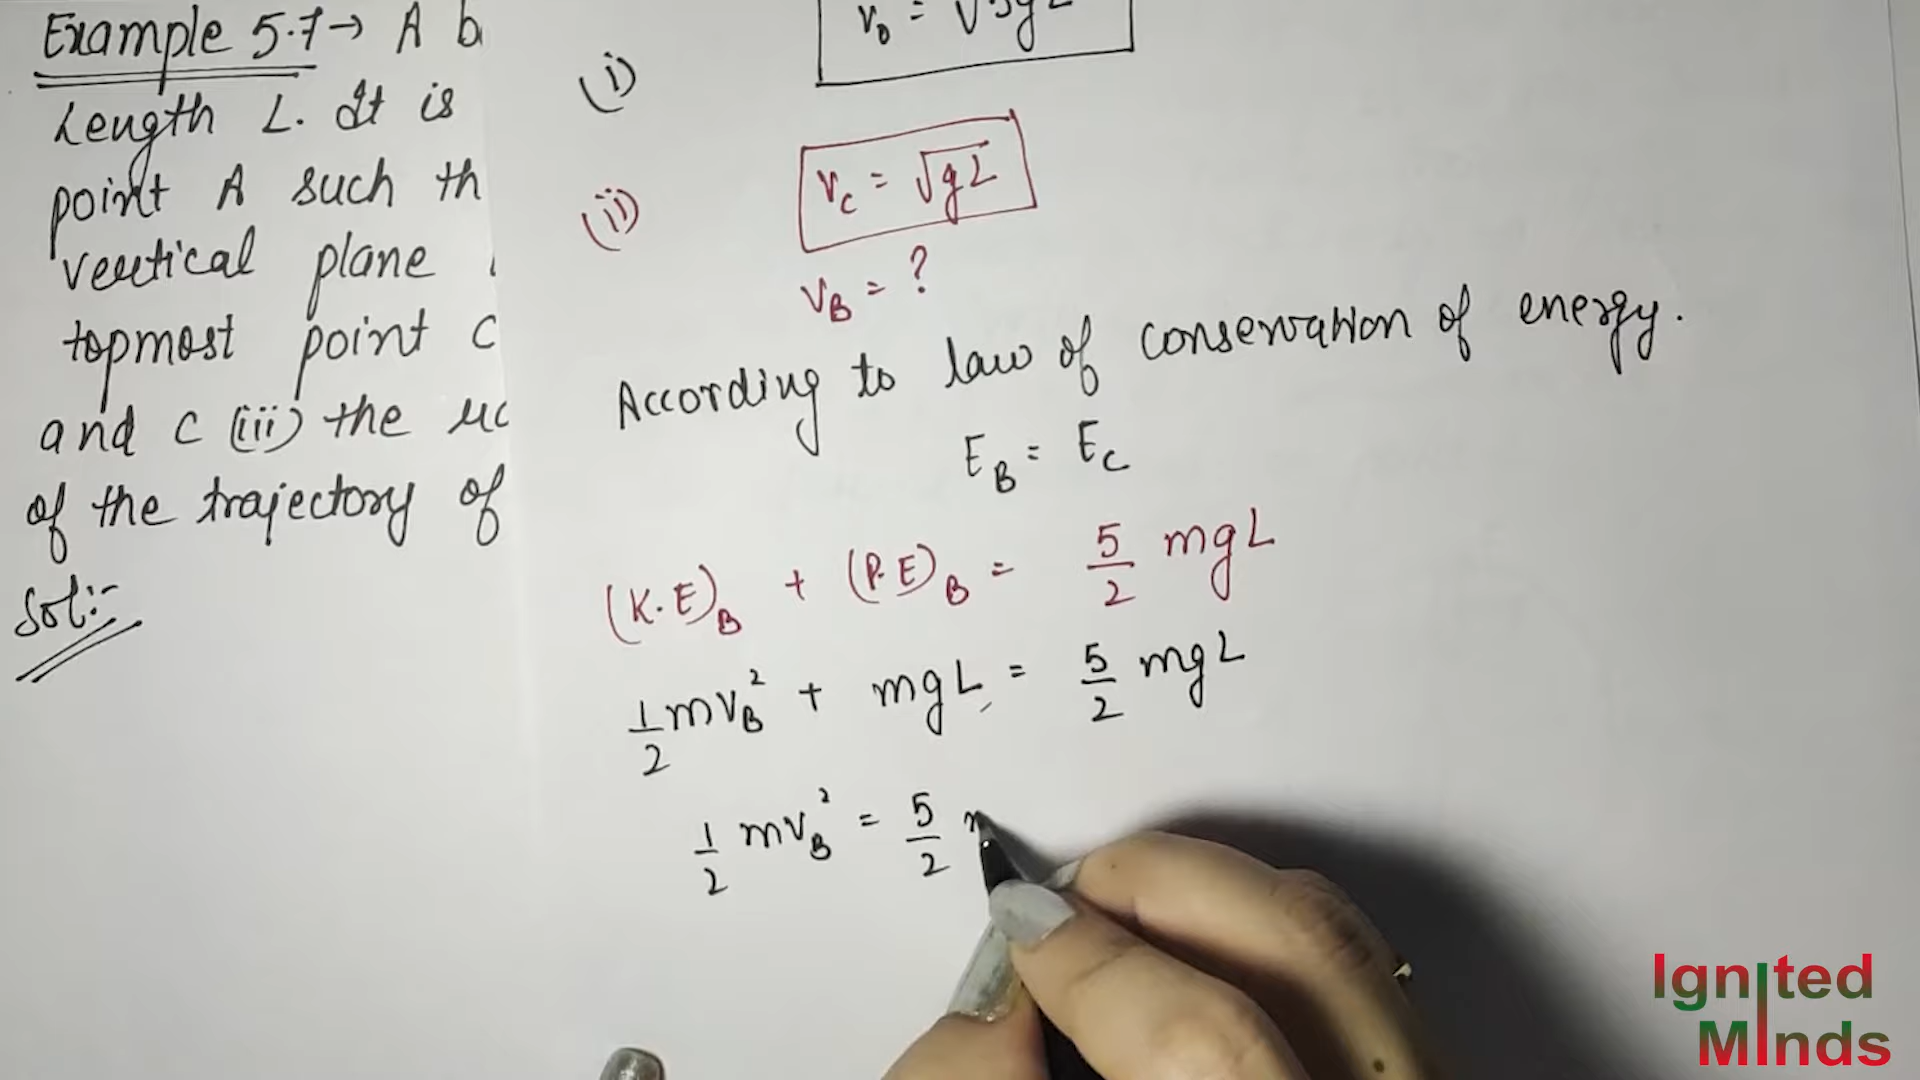 Example 5.7→ A
Length L. It is
point A such th
vertical plane
topmost point C
and C (iii) the
of the trajectory of
Sol:-
(i) v₀ = √5gL
(ii) v_C = √gL
v_B = ?
According to law of conservation of energy.
E_B = E_C
(K.E)_B + (P.E)_B = 5/2 mgL
1/2 mv_B² + mgL = 5/2 mgL
1/2 mv_B² = 5/2
Ignited
Minds